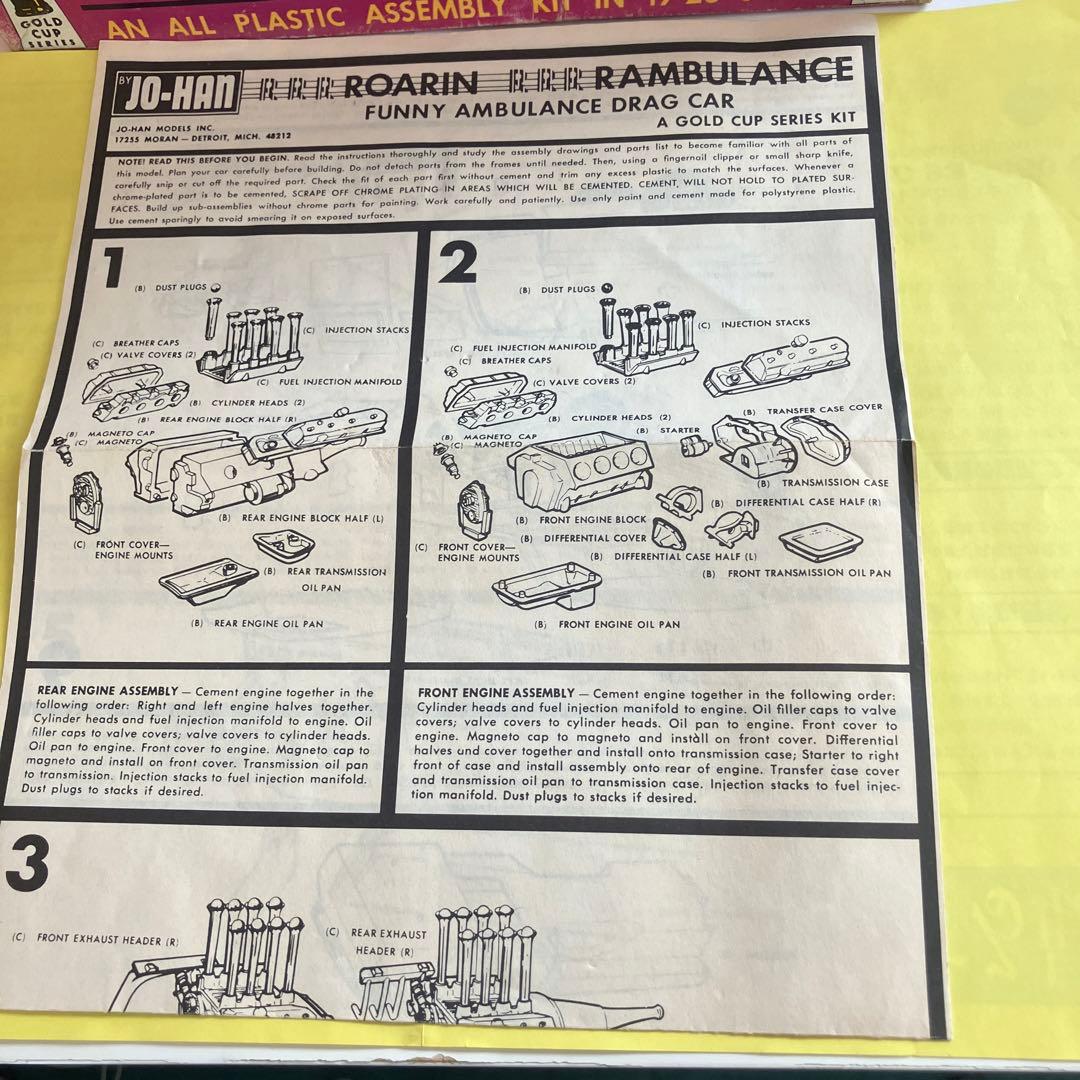 GOLD
CUP
SERIES
AN ALL PLASTIC ASSEMBLY KIT IN
BY JO-HAN R-R-R ROARIN R-R-R RAMBULANCE
FUNNY AMBULANCE DRAG CAR
A GOLD CUP SERIES KIT
JO-HAN MODELS INC.
17255 MORAN — DETROIT, MICH. 48212
NOTE! READ THIS BEFORE YOU BEGIN. Read the instructions thoroughly and study the assembly drawings and parts list to become familiar with all parts of
this model. Plan your car carefully before building. Do not detach parts from the frames until needed. Then, using a fingernail clipper or small sharp knife,
carefully snip or cut off the required part. Check the fit of each part first without cement and trim any excess plastic to match the surfaces. Whenever a
chrome-plated part is to be cemented, SCRAPE OFF CHROME PLATING IN AREAS WHICH WILL BE CEMENTED. CEMENT, WILL NOT HOLD TO PLATED SUR-
FACES. Build up sub-assemblies without chrome parts for painting. Work carefully and patiently. Use only paint and cement made for polystyrene plastic.
Use cement sparingly to avoid smearing it on exposed surfaces.
1
(B) DUST PLUGS
(C) INJECTION STACKS
(C) BREATHER CAPS
(C) VALVE COVERS (2)
(C) FUEL INJECTION MANIFOLD
(B) CYLINDER HEADS (2)
(B) REAR ENGINE BLOCK HALF (R)
(B) MAGNETO CAP
(C) MAGNETO
(B) REAR ENGINE BLOCK HALF (L)
(C) FRONT COVER—
ENGINE MOUNTS
(B) REAR TRANSMISSION
OIL PAN
(B) REAR ENGINE OIL PAN
2
(B) DUST PLUGS
(C) INJECTION STACKS
(C) FUEL INJECTION MANIFOLD
(C) BREATHER CAPS
(C) VALVE COVERS (2)
(B) TRANSFER CASE COVER
(B) CYLINDER HEADS (2)
(B) STARTER
(B) MAGNETO CAP
(C) MAGNETO
(B) TRANSMISSION CASE
(B) DIFFERENTIAL CASE HALF (R)
(B) FRONT ENGINE BLOCK
(B) DIFFERENTIAL COVER
(C) FRONT COVER—
ENGINE MOUNTS
(B) DIFFERENTIAL CASE HALF (L)
(B) FRONT TRANSMISSION OIL PAN
(B) FRONT ENGINE OIL PAN
REAR ENGINE ASSEMBLY — Cement engine together in the
following order: Right and left engine halves together.
Cylinder heads and fuel injection manifold to engine. Oil
filler caps to valve covers; valve covers to cylinder heads.
Oil pan to engine. Front cover to engine. Magneto cap to
magneto and install on front cover. Transmission oil pan
to transmission. Injection stacks to fuel injection manifold.
Dust plugs to stacks if desired.
FRONT ENGINE ASSEMBLY — Cement engine together in the following order:
Cylinder heads and fuel injection manifold to engine. Oil filler caps to valve
covers; valve covers to cylinder heads. Oil pan to engine. Front cover to
engine. Magneto cap to magneto and install on front cover. Differential
halves und cover together and install onto transmission case; Starter to right
front of case and install assembly onto rear of engine. Transfer case cover
and transmission oil pan to transmission case. Injection stacks to fuel injec-
tion manifold. Dust plugs to stacks if desired.
3
(C) FRONT EXHAUST HEADER (R)
(C) REAR EXHAUST
HEADER (R)